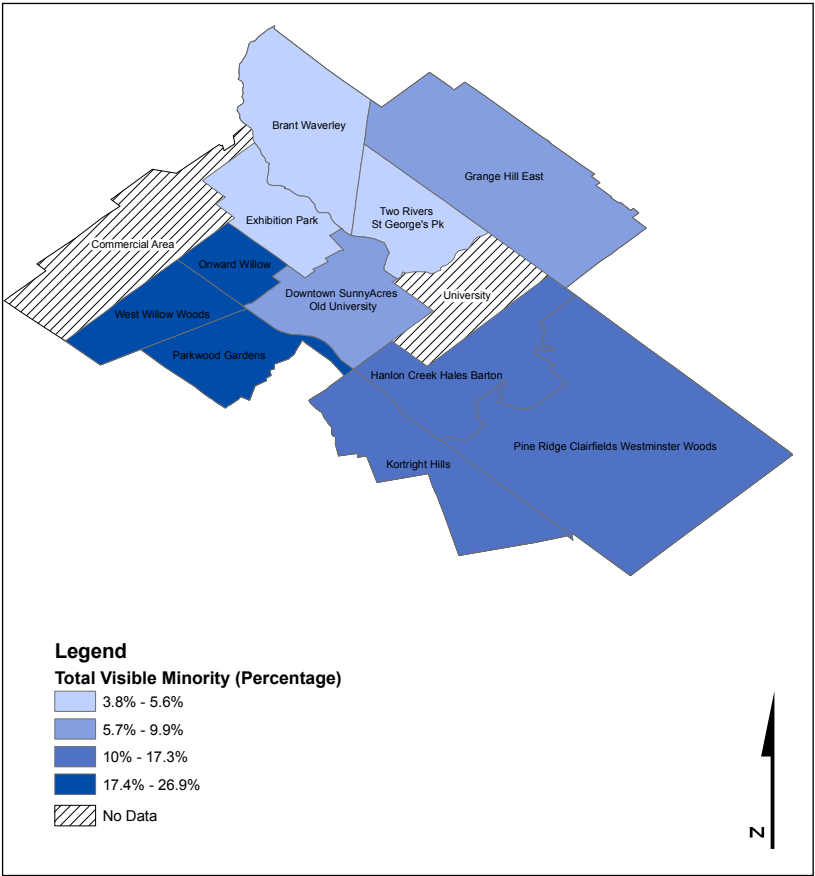 Brant Waverley
Grange Hill East
Two Rivers
St George's Pk
Exhibition Park
Commercial Area
Onward Willow
Downtown SunnyAcres
Old University
University
West Willow Woods
Parkwood Gardens
Hanlon Creek Hales Barton
Pine Ridge Clairfields Westminster Woods
Kortright Hills
Legend
Total Visible Minority (Percentage)
3.8% - 5.6%
5.7% - 9.9%
10% - 17.3%
17.4% - 26.9%
No Data
N